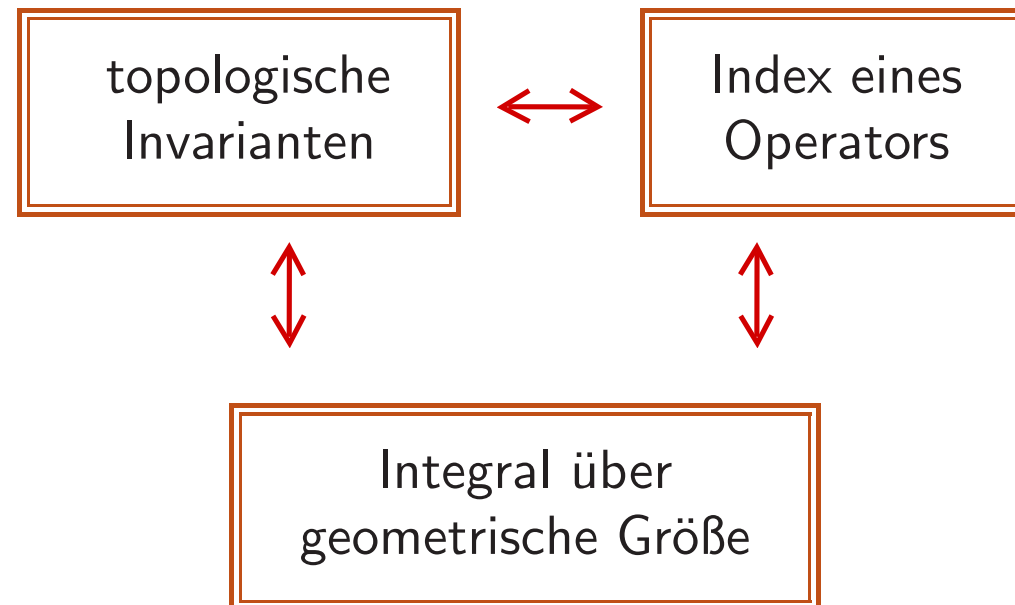 topologische
Invarianten
Index eines
Operators
Integral über
geometrische Größe